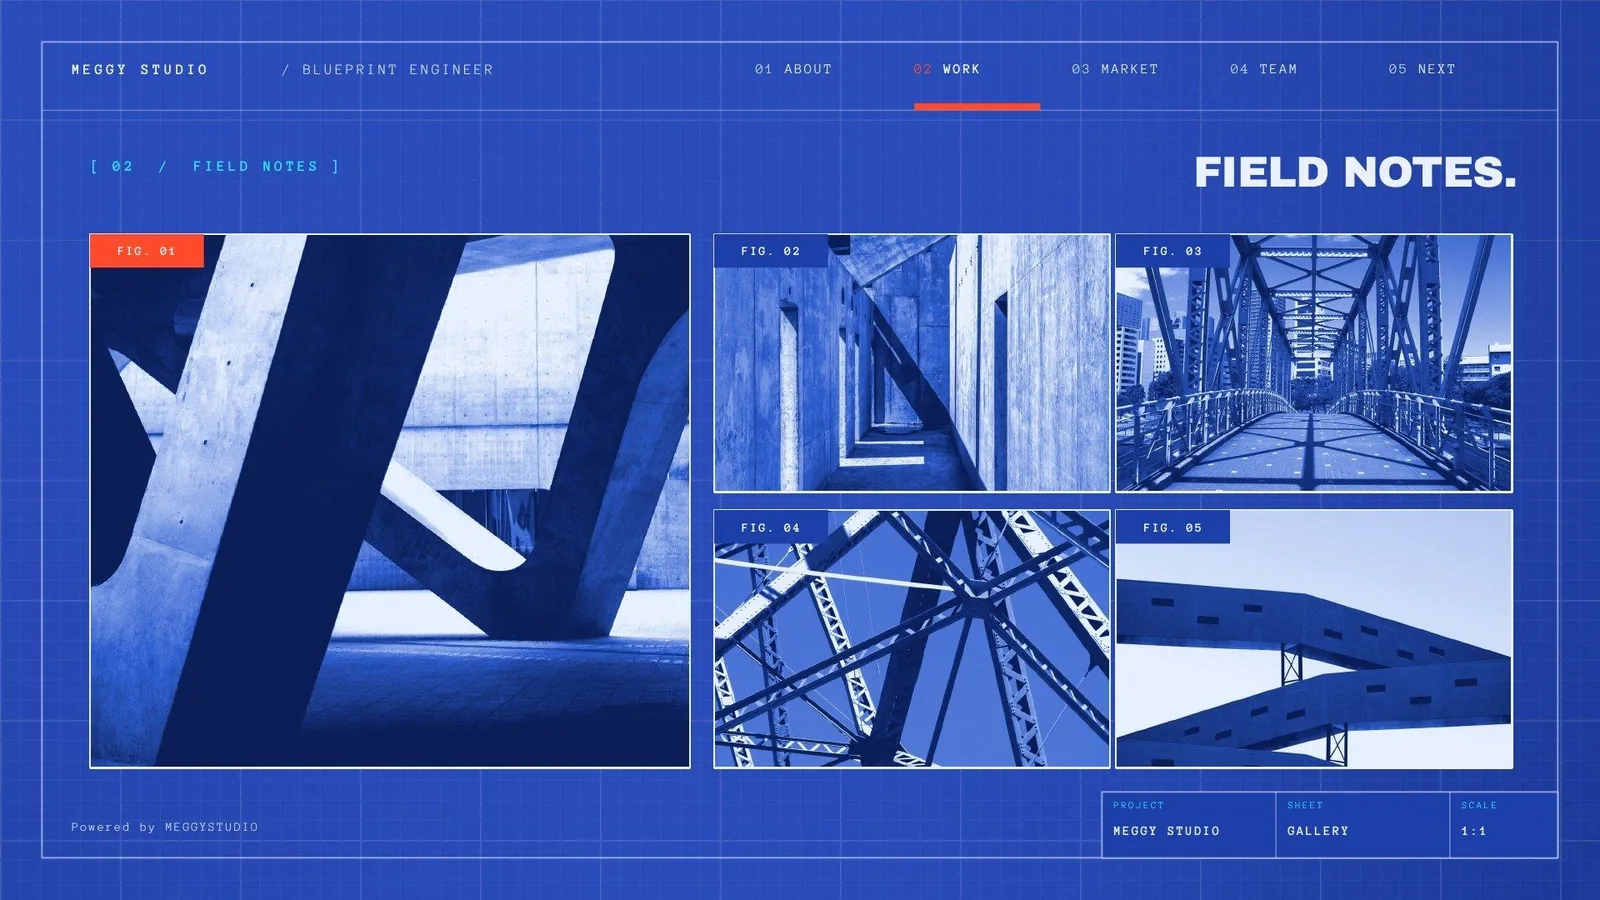 MEGGY STUDIO / BLUEPRINT ENGINEER 01 ABOUT 02 WORK 03 MARKET 04 TEAM 05 NEXT
[ 02 / FIELD NOTES ]
FIELD NOTES.
FIG. 01
FIG. 02
FIG. 03
FIG. 04
FIG. 05
Powered by MEGGYSTUDIO
PROJECT
MEGGY STUDIO
SHEET
GALLERY
SCALE
1:1